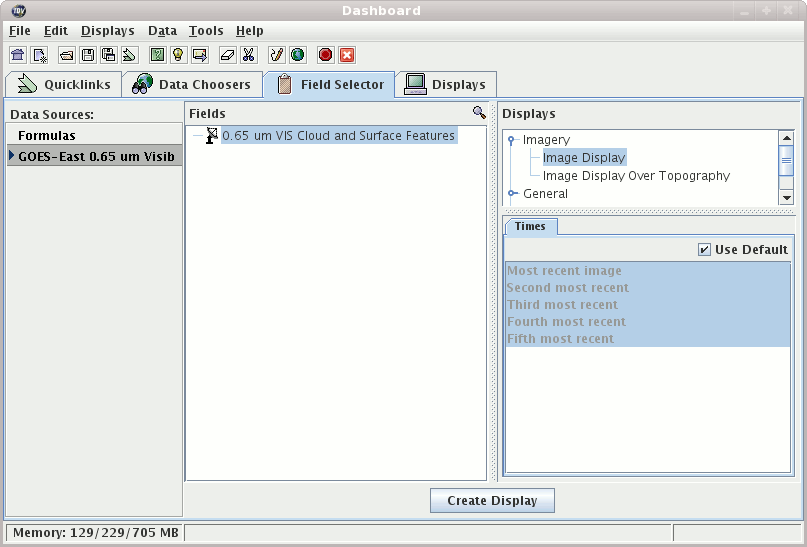 IDV Dashboard
File Edit Displays Data Tools Help
Quicklinks Data Choosers Field Selector Displays
Data Sources:
Formulas
GOES-East 0.65 um Visib
Fields
0.65 um VIS Cloud and Surface Features
Displays
Imagery
Image Display
Image Display Over Topography
General
Times
Use Default
Most recent image
Second most recent
Third most recent
Fourth most recent
Fifth most recent
Create Display
Memory: 129/229/705 MB